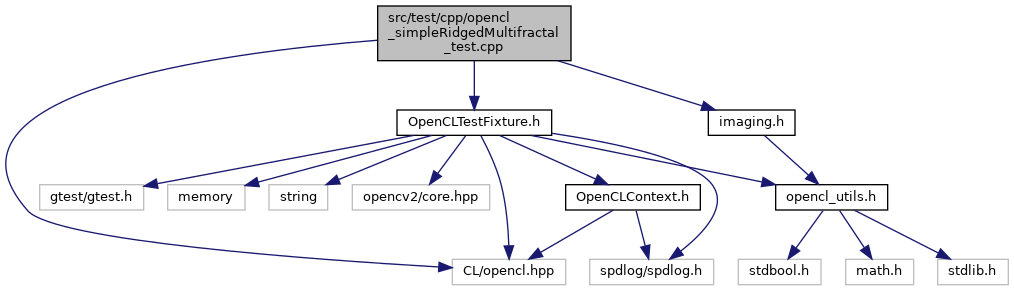 src/test/cpp/opencl
_simpleRidgedMultifractal
_test.cpp
OpenCLTestFixture.h
imaging.h
gtest/gtest.h
memory
string
opencv2/core.hpp
OpenCLContext.h
opencl_utils.h
CL/opencl.hpp
spdlog/spdlog.h
stdbool.h
math.h
stdlib.h